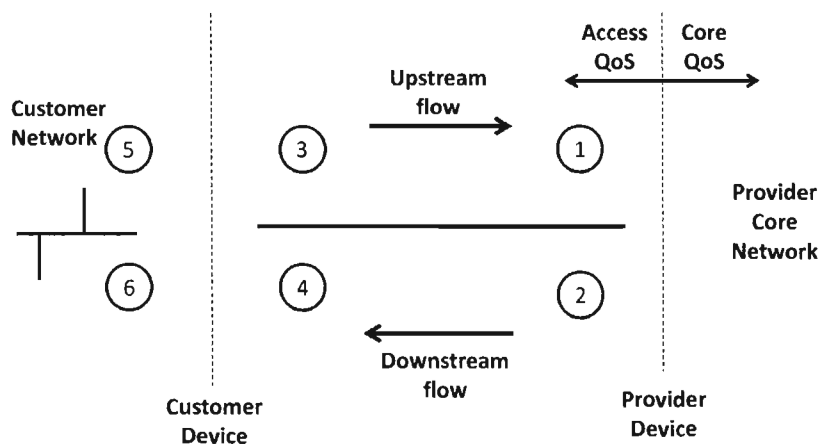 Access
QoS
Core
QoS
Upstream
flow
Customer
Network
5
3
1
Provider
Core
Network
6
4
2
Downstream
flow
Customer
Device
Provider
Device